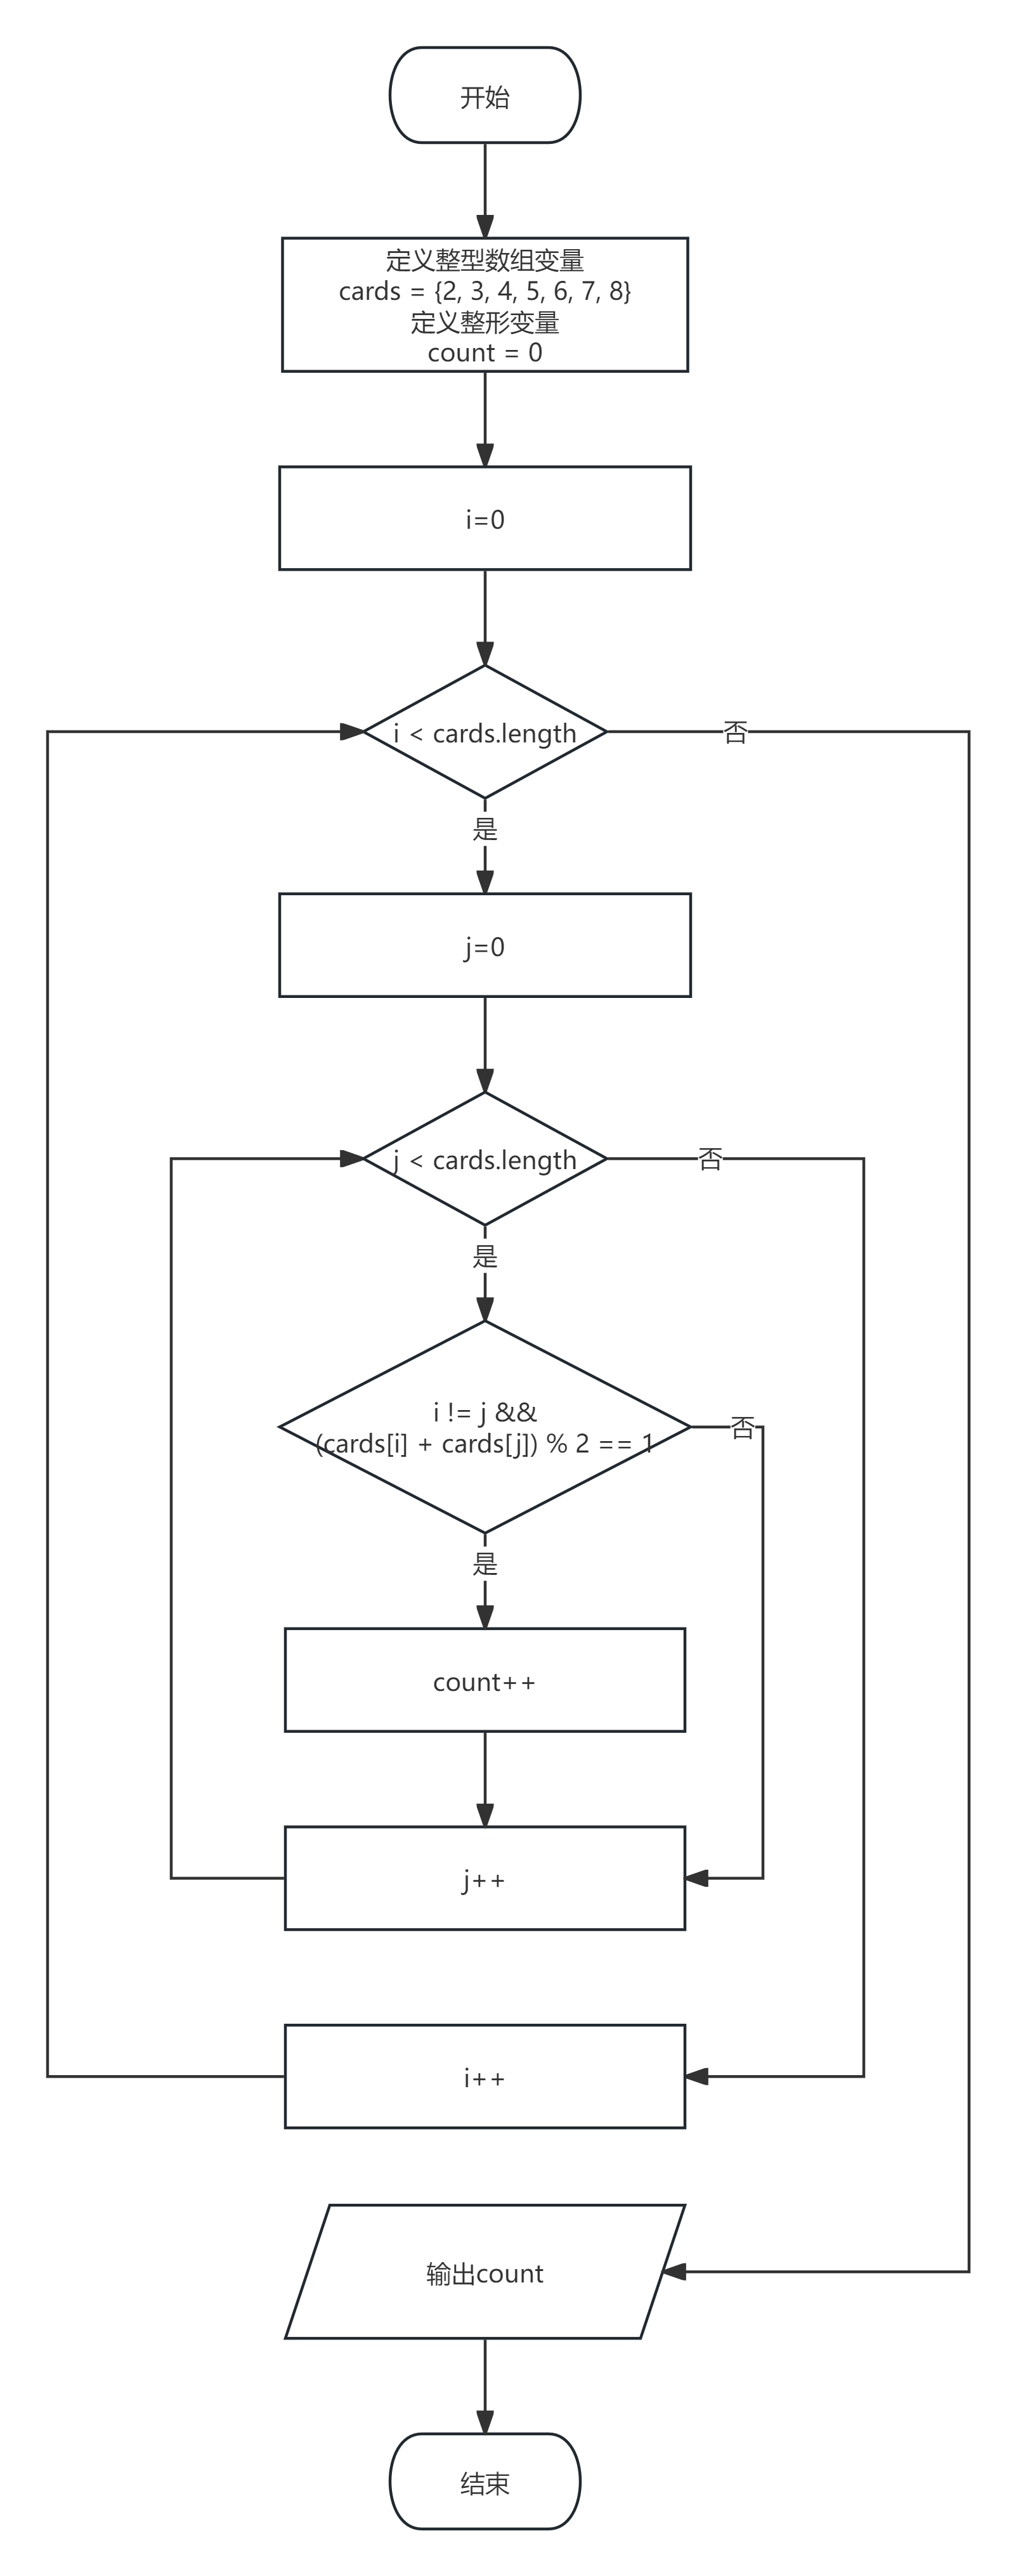 开始
定义整型数组变量
cards = {2, 3, 4, 5, 6, 7, 8}
定义整形变量
count = 0
i=0
i < cards.length
否
是
j=0
j < cards.length
否
是
i != j &&
(cards[i] + cards[j]) % 2 == 1
否
是
count++
j++
i++
输出count
结束